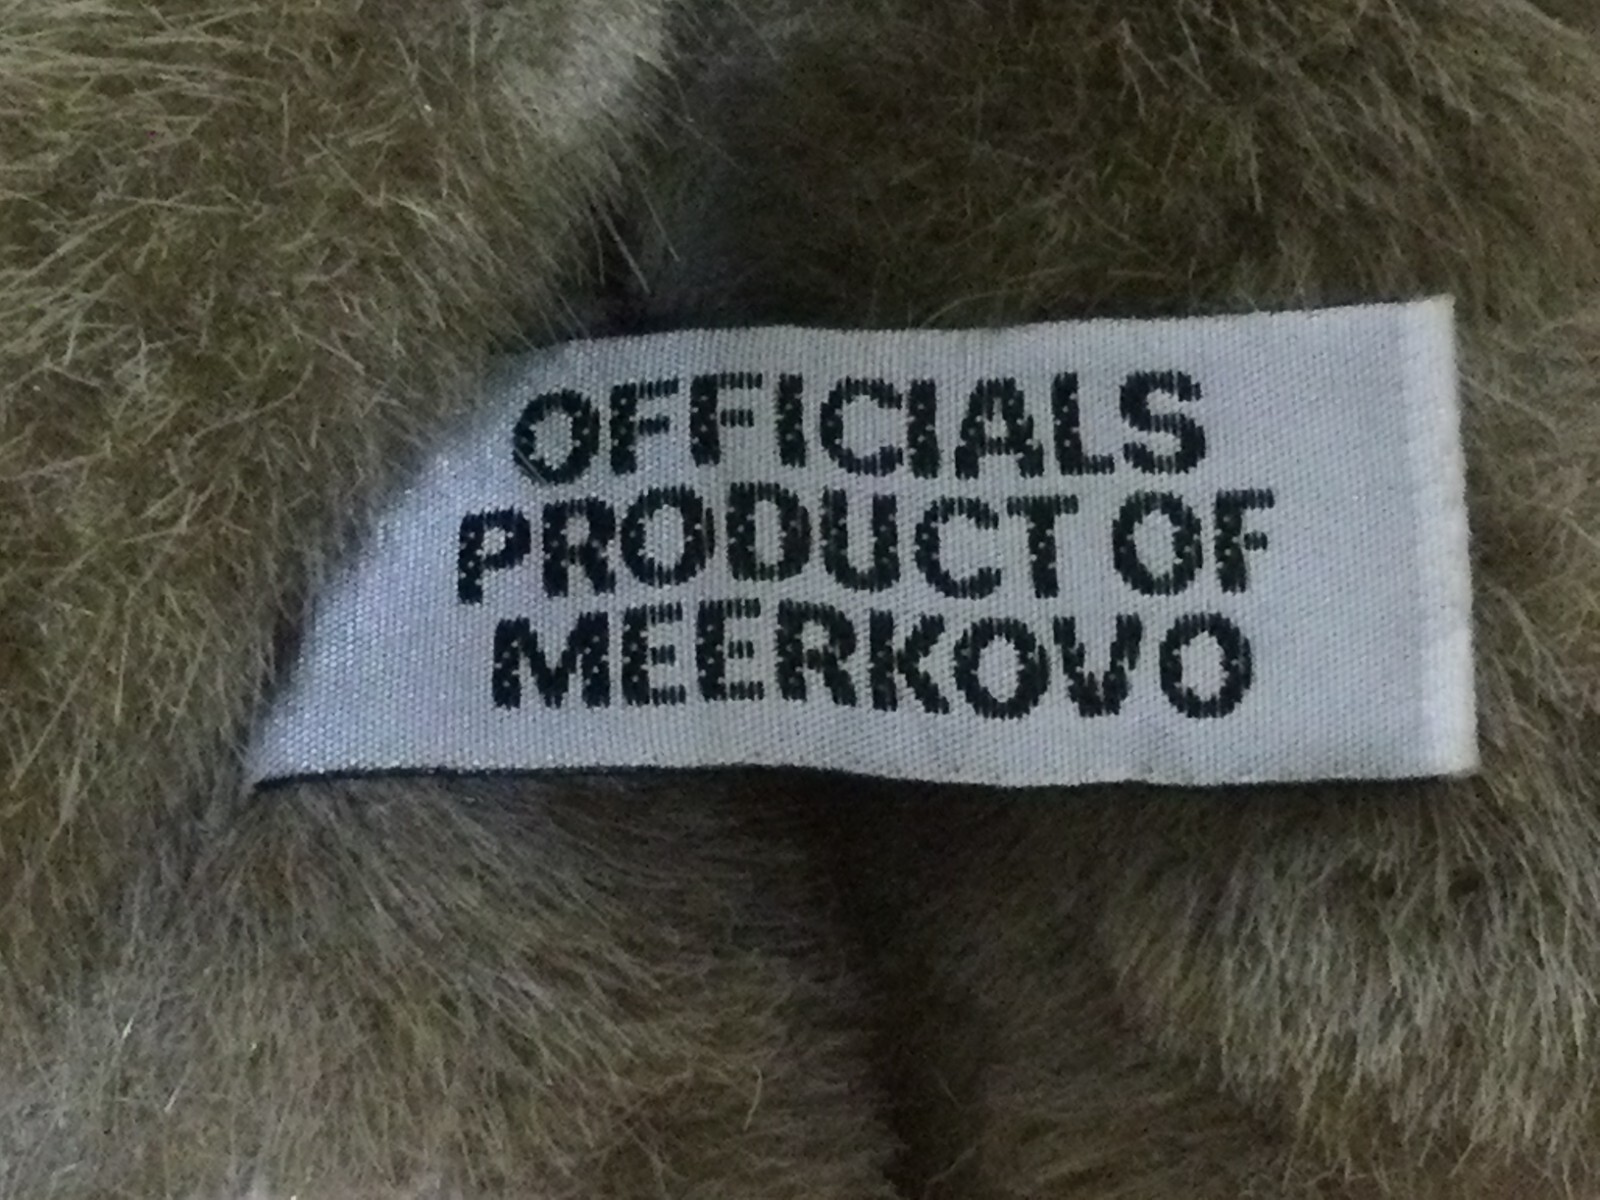 OFFICIALS
PRODUCT OF
MEERKOVO